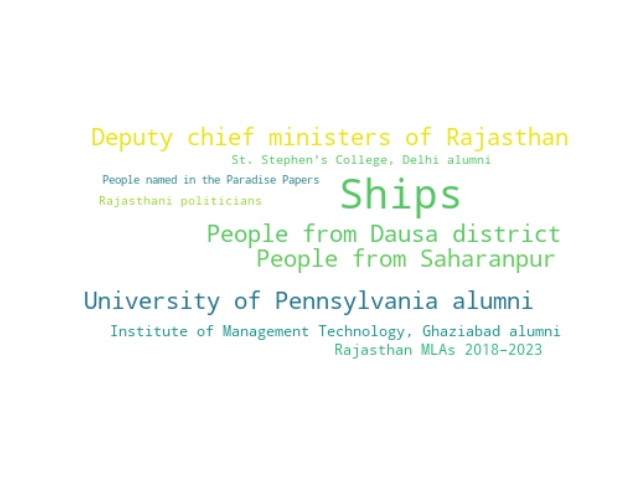 Deputy chief ministers of Rajasthan
St. Stephen's College, Delhi alumni
People named in the Paradise Papers
Ships
Rajasthani politicians
People from Dausa district
People from Saharanpur
University of Pennsylvania alumni
Institute of Management Technology, Ghaziabad alumni
Rajasthan MLAs 2018–2023